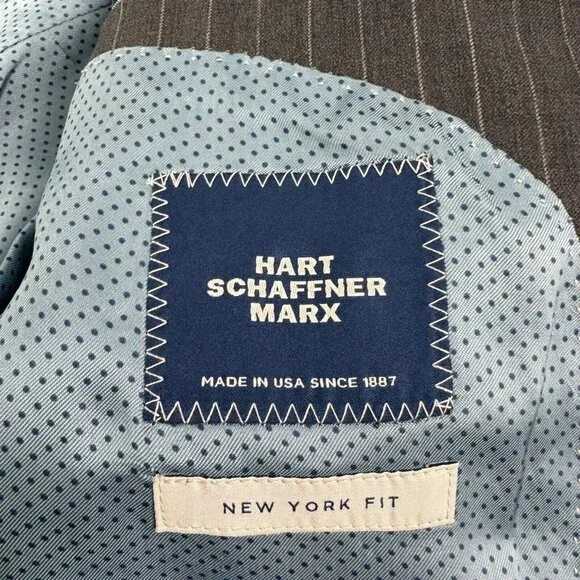 HART
SCHAFFNER
MARX
MADE IN USA SINCE 1887
NEW YORK FIT